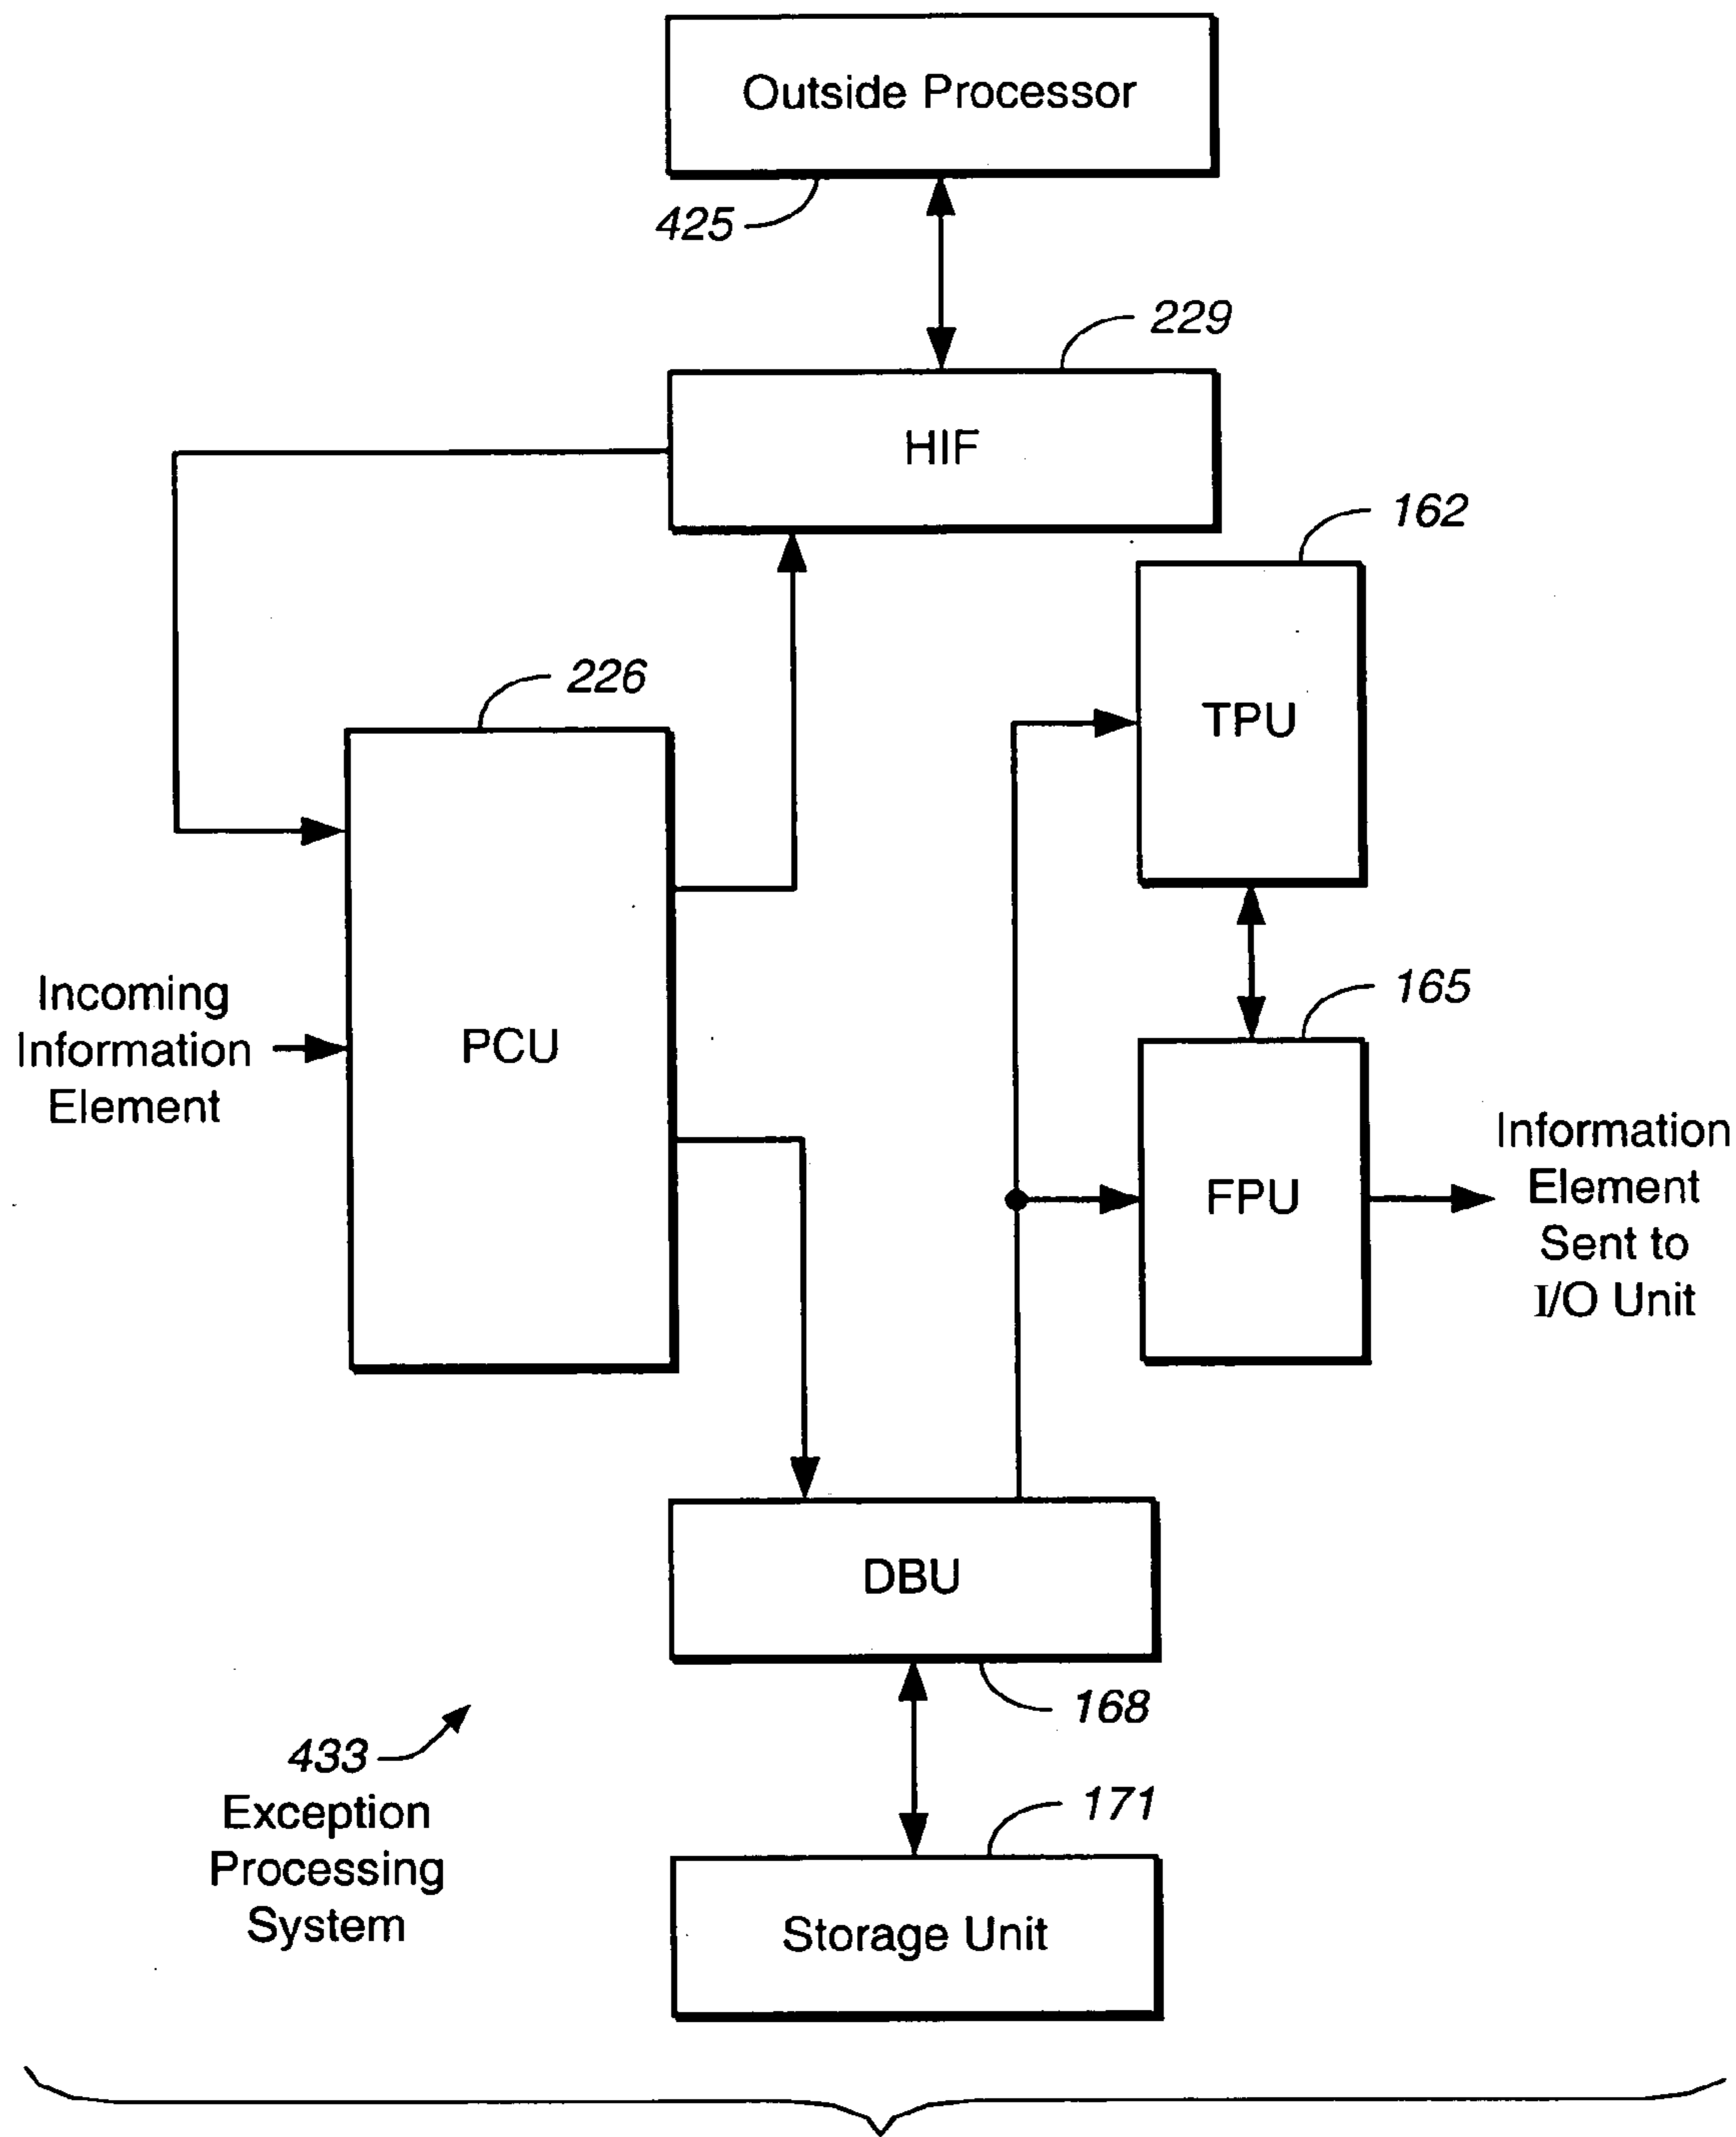 Outside Processor
425
229
HIF
162
226
TPU
Incoming
Information
Element
PCU
165
FPU
Information
Element
Sent to
I/O Unit
DBU
168
433
Exception
Processing
System
171
Storage Unit